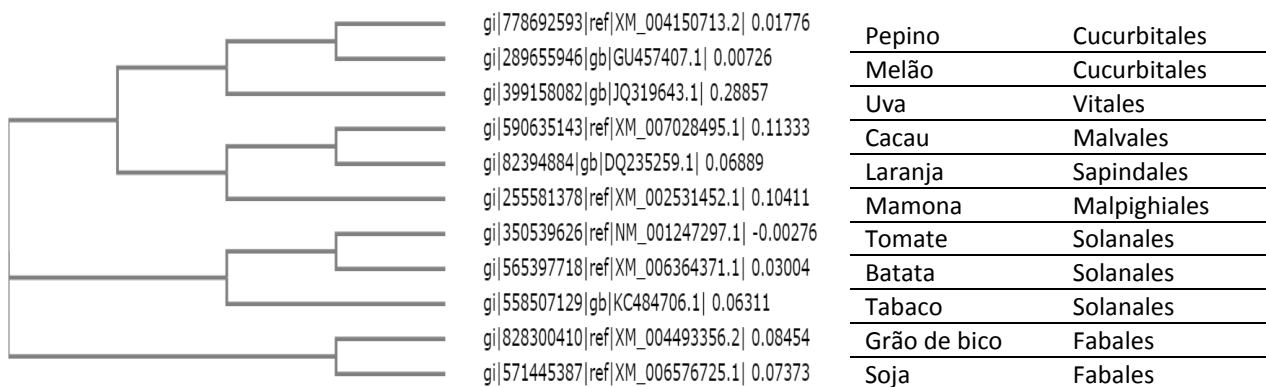 gi|778692593|ref|XM_004150713.2| 0.01776 Pepino Cucurbitales
gi|289655946|gb|GU457407.1| 0.00726 Melão Cucurbitales
gi|399158082|gb|JQ319643.1| 0.28857 Uva Vitales
gi|590635143|ref|XM_007028495.1| 0.11333 Cacau Malvales
gi|82394884|gb|DQ235259.1| 0.06889 Laranja Sapindales
gi|255581378|ref|XM_002531452.1| 0.10411 Mamona Malpighiales
gi|350539626|ref|NM_001247297.1| -0.00276 Tomate Solanales
gi|565397718|ref|XM_006364371.1| 0.03004 Batata Solanales
gi|558507129|gb|KC484706.1| 0.06311 Tabaco Solanales
gi|828300410|ref|XM_004493356.2| 0.08454 Grão de bico Fabales
gi|571445387|ref|XM_006576725.1| 0.07373 Soja Fabales